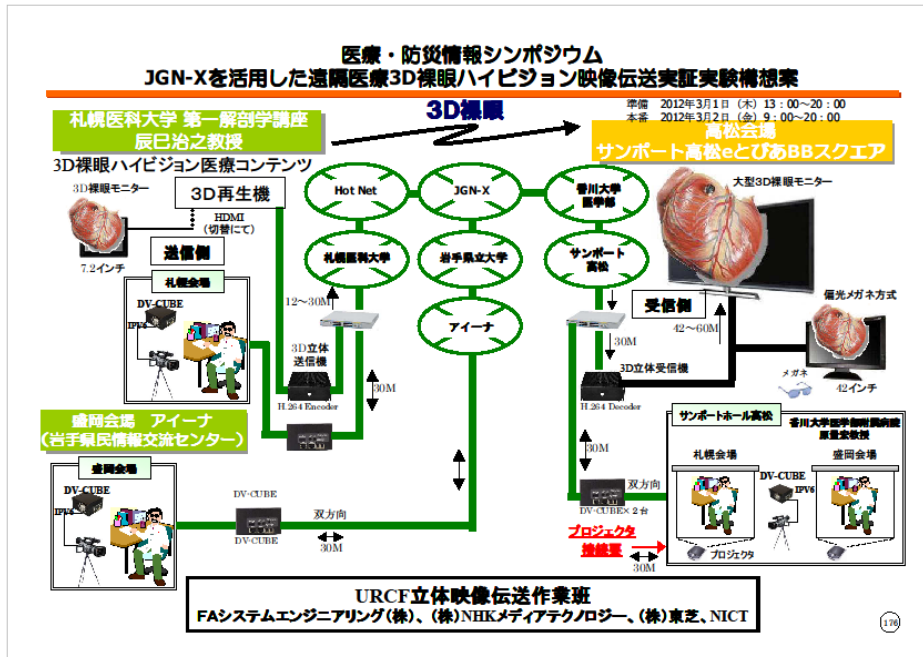 医療・防災情報シンポジウム
JGN-Xを活用した遠隔医療3D裸眼ハイビジョン映像伝送実証実験構想案
3D裸眼
準備 2012年3月1日（木）13：00～20：00
本番 2012年3月2日（金）9：00～20：00
札幌医科大学 第一解剖学講座
辰巳治之教授
高松会場
サンポート高松eとぴあBBスクエア
3D裸眼ハイビジョン医療コンテンツ
3D裸眼モニター
3D再生機
HDMI
（切替にて）
7.2インチ
送信側
Hot Net
JGN-X
香川大学
医学部
大型3D裸眼モニター
札幌医科大学
岩手県立大学
サンポート
高松
アイーナ
札幌会場
DV-CUBE
IPV6
12～30M
3D立体
送信機
H.264 Encoder
30M
受信側
42～60M
30M
3D立体受信機
H.264 Decoder
偏光メガネ方式
メガネ
42インチ
盛岡会場 アイーナ
（岩手県民情報交流センター）
盛岡会場
DV-CUBE
DV-CUBE
DV-CUBE
双方向
30M
30M
双方向
DV-CUBE×2台
プロジェクタ
接続要
30M
サンポートホール高松
香川大学医学部附属病院
原量宏教授
札幌会場
盛岡会場
DV-CUBE
IPV6
プロジェクタ
URCF立体映像伝送作業班
FAシステムエンジニアリング（株）、（株）NHKメディアテクノロジー、（株）東芝、NICT
176